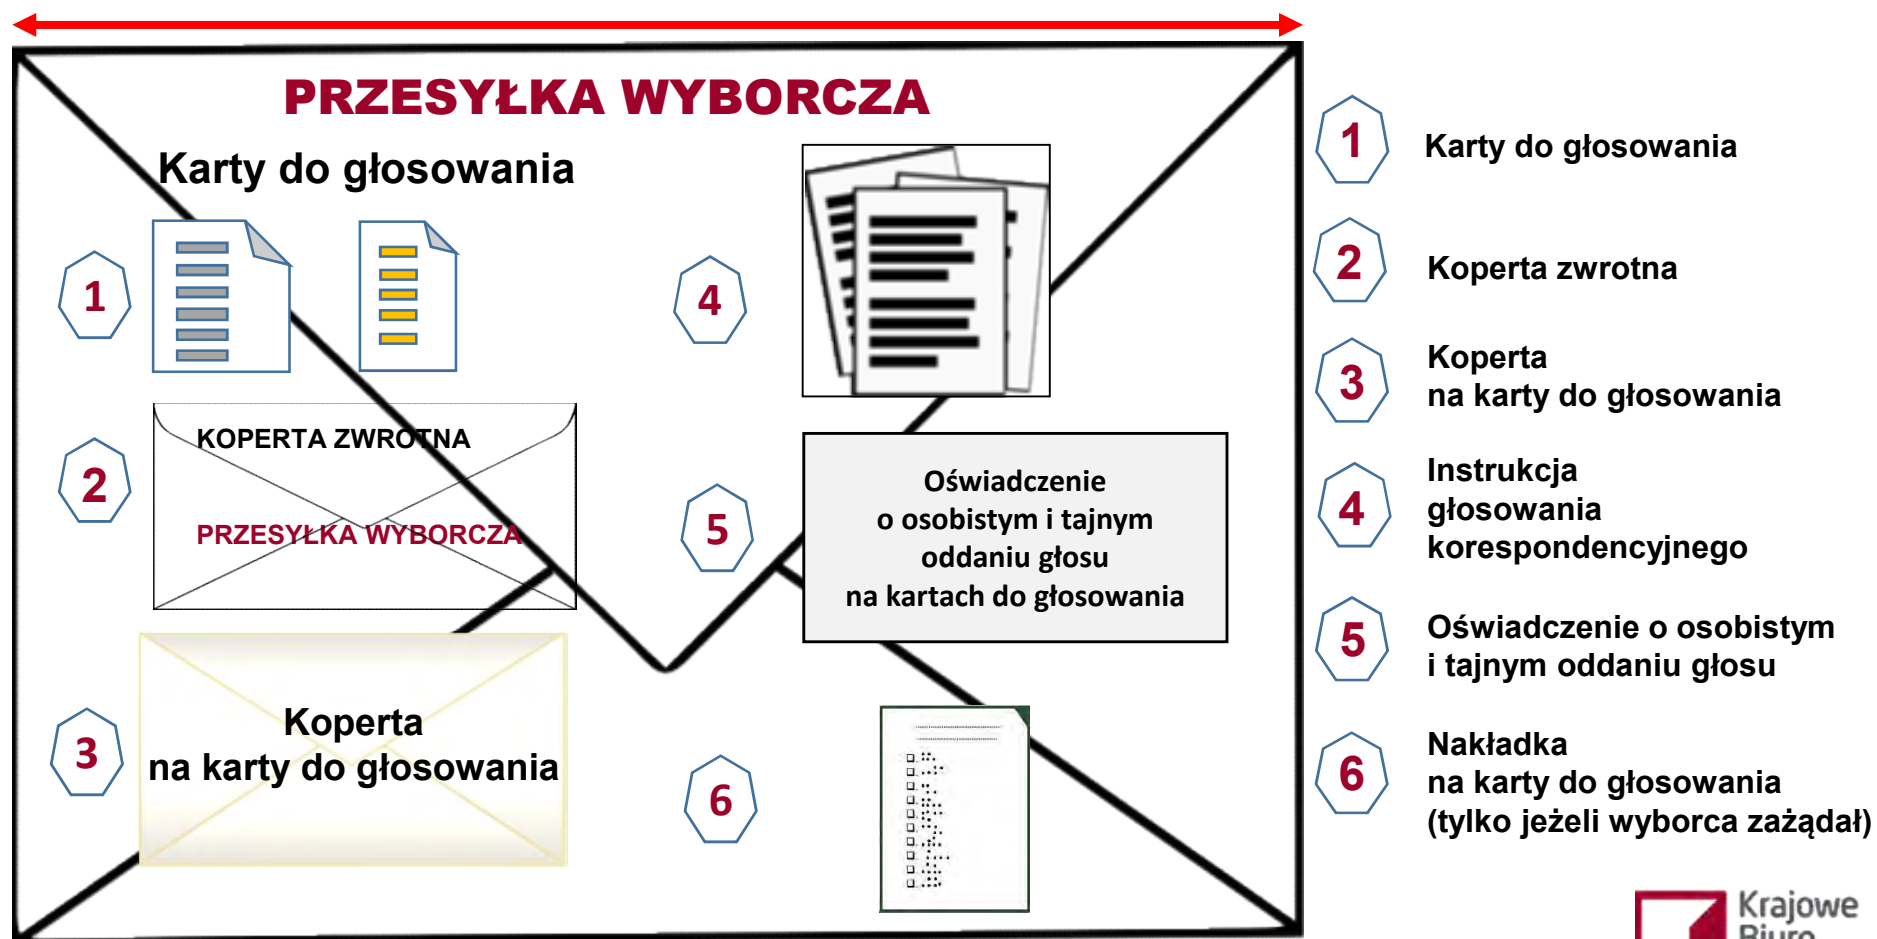 PRZESYŁKA WYBORCZA
Karty do głosowania
1
2
KOPERTA ZWROTNA
PRZESYŁKA WYBORCZA
3
Koperta
na karty do głosowania
4
5
Oświadczenie
o osobistym i tajnym
oddaniu głosu
na kartach do głosowania
6
1
Karty do głosowania
2
Koperta zwrotna
3
Koperta
na karty do głosowania
4
Instrukcja
głosowania
korespondencyjnego
5
Oświadczenie o osobistym
i tajnym oddaniu głosu
6
Nakładka
na karty do głosowania
(tylko jeżeli wyborca zażądał)
Krajowe
Biuro